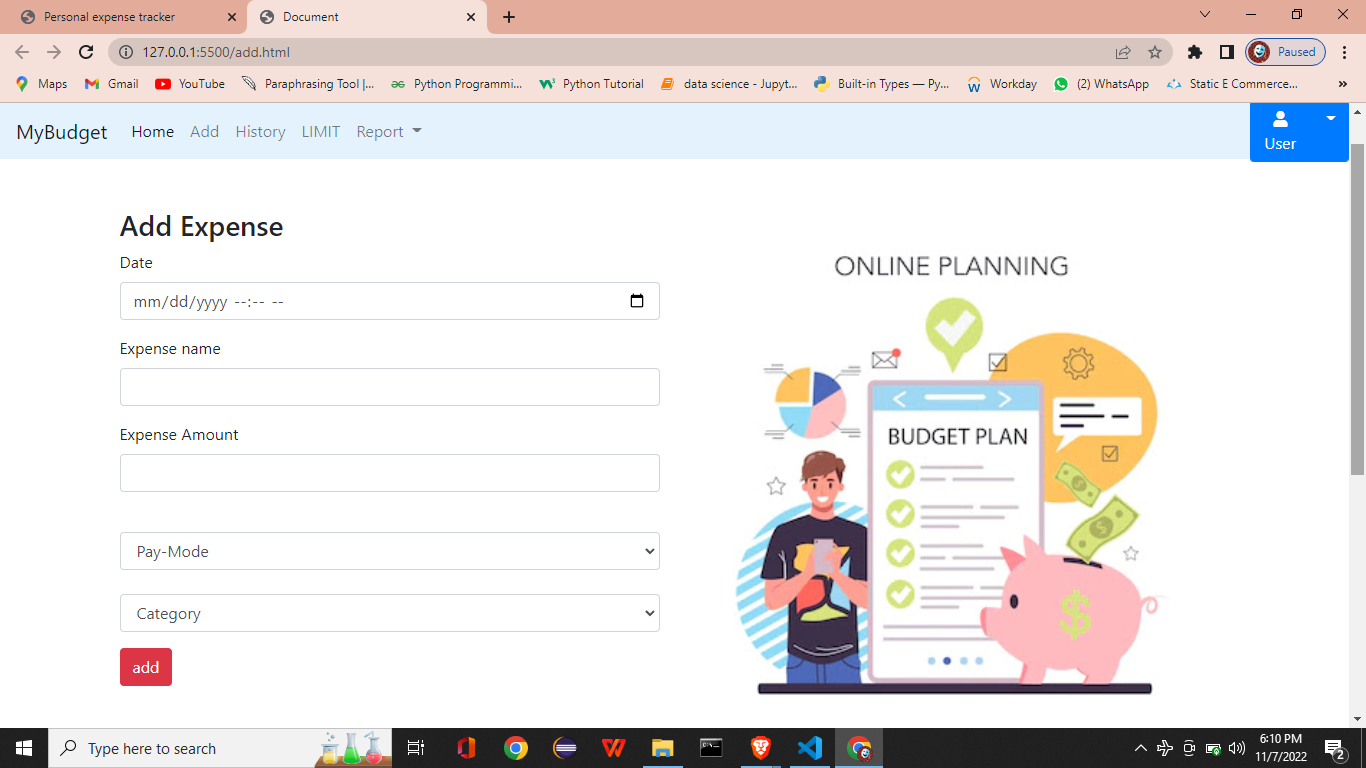 Personal expense tracker
Document
127.0.0.1:5500/add.html
Paused
Maps
Gmail
YouTube
Paraphrasing Tool |...
Python Programmi...
Python Tutorial
data science - Jupyt...
Built-in Types — Py...
Workday
(2) WhatsApp
Static E Commerce...
»
MyBudget
Home
Add
History
LIMIT
Report
User
Add Expense
Date
mm/dd/yyyy --:-- --
Expense name
Expense Amount
Pay-Mode
Category
add
ONLINE PLANNING
BUDGET PLAN
$
Type here to search
6:10 PM
11/7/2022
2